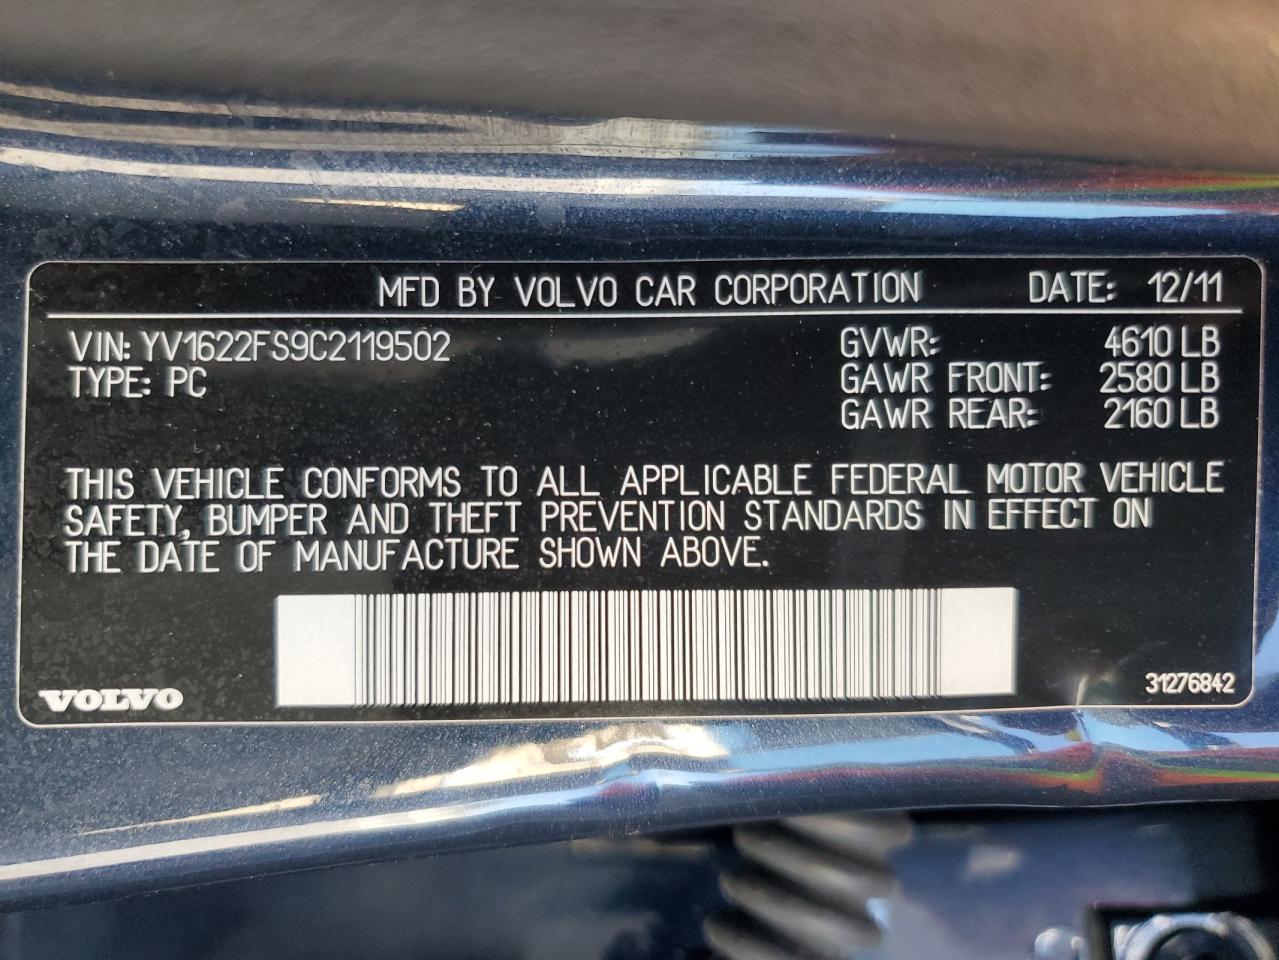 MFD BY VOLVO CAR CORPORATION DATE: 12/11
VIN: YV1622FS9C2119502 GVWR: 4610 LB
TYPE: PC GAWR FRONT: 2580 LB
GAWR REAR: 2160 LB
THIS VEHICLE CONFORMS TO ALL APPLICABLE FEDERAL MOTOR VEHICLE
SAFETY, BUMPER AND THEFT PREVENTION STANDARDS IN EFFECT ON
THE DATE OF MANUFACTURE SHOWN ABOVE.
VOLVO 31276842